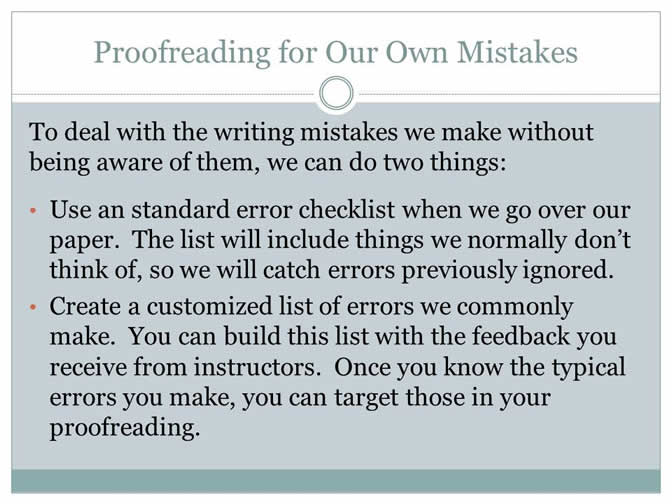 Proofreading for Our Own Mistakes
To deal with the writing mistakes we make without
being aware of them, we can do two things:
• Use an standard error checklist when we go over our
paper.  The list will include things we normally don’t
think of, so we will catch errors previously ignored.
• Create a customized list of errors we commonly
make.  You can build this list with the feedback you
receive from instructors.  Once you know the typical
errors you make, you can target those in your
proofreading.